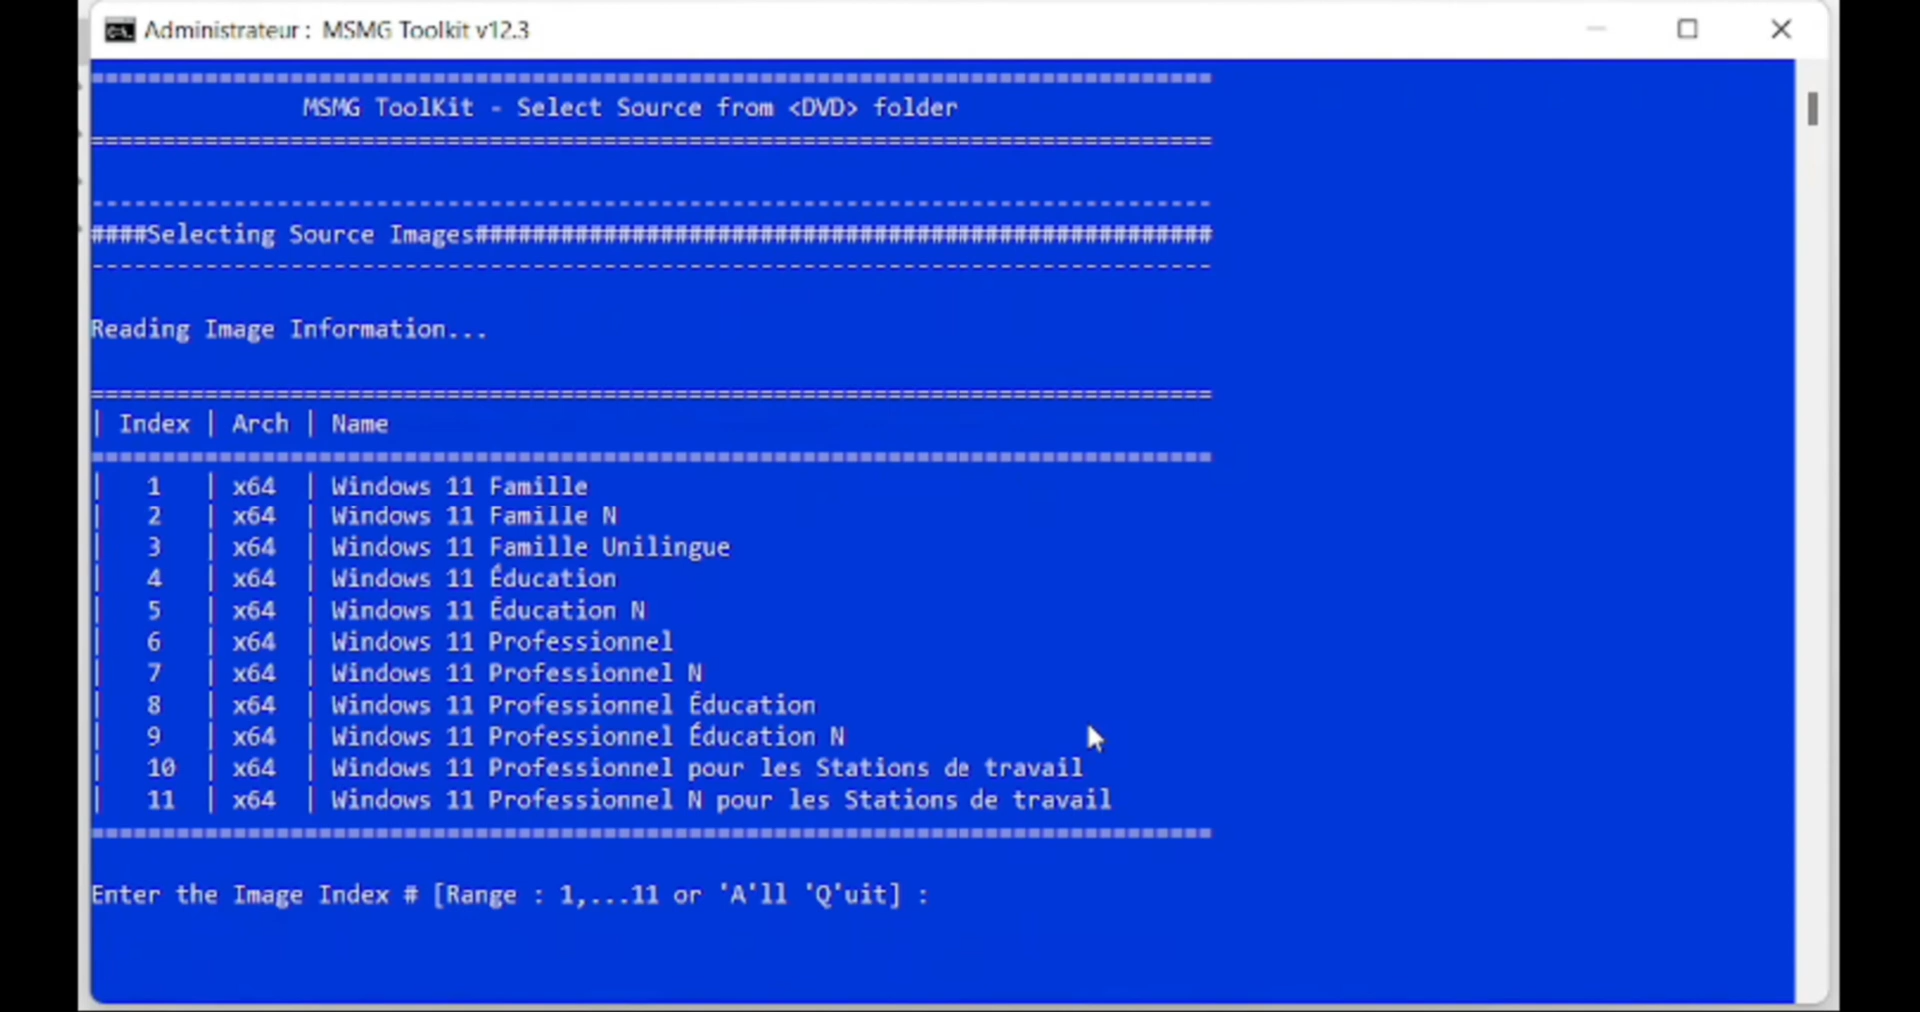 Administrateur : MSMG Toolkit v12.3
===============================================================================
MSMG ToolKit - Select Source from <DVD> folder
===============================================================================
-------------------------------------------------------------------------------
####Selecting Source Images####################################################
-------------------------------------------------------------------------------
Reading Image Information...
===============================================================================
| Index | Arch | Name
===============================================================================
| 1 | x64 | Windows 11 Famille
| 2 | x64 | Windows 11 Famille N
| 3 | x64 | Windows 11 Famille Unilingue
| 4 | x64 | Windows 11 Éducation
| 5 | x64 | Windows 11 Éducation N
| 6 | x64 | Windows 11 Professionnel
| 7 | x64 | Windows 11 Professionnel N
| 8 | x64 | Windows 11 Professionnel Éducation
| 9 | x64 | Windows 11 Professionnel Éducation N
| 10 | x64 | Windows 11 Professionnel pour les Stations de travail
| 11 | x64 | Windows 11 Professionnel N pour les Stations de travail
===============================================================================
Enter the Image Index # [Range : 1,...11 or 'A'll 'Q'uit] :